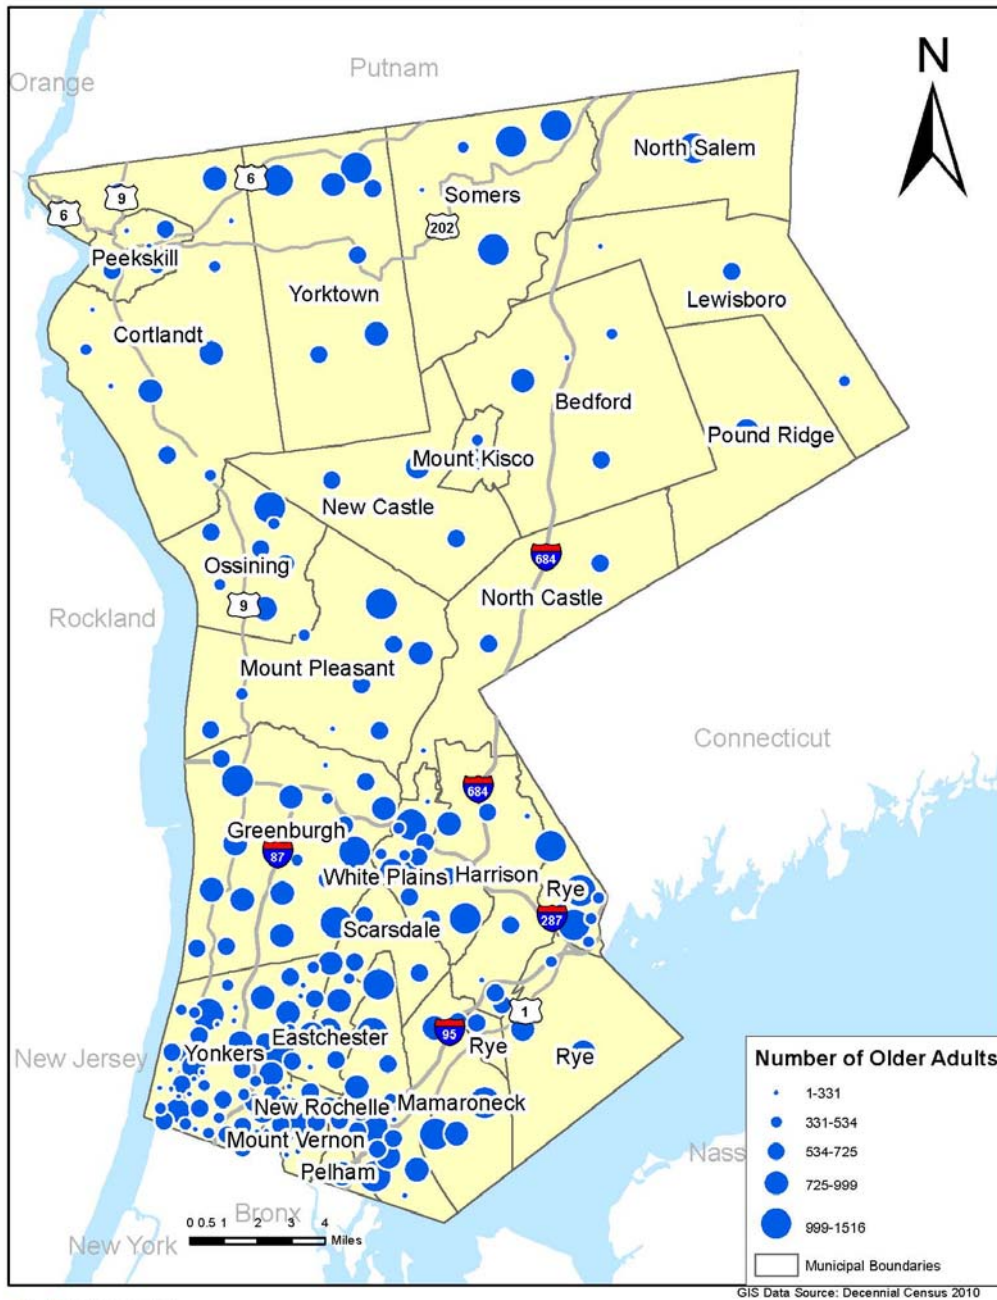 N
Orange
Putnam
North Salem
6
9
6
Somers
202
Peekskill
Yorktown
Lewisboro
Cortlandt
Bedford
Pound Ridge
Mount Kisco
New Castle
684
Ossining
North Castle
9
Rockland
Mount Pleasant
Connecticut
684
Greenburgh
87
White Plains
Harrison
Rye
287
Scarsdale
1
95
Eastchester
Rye
Rye
New Jersey
Yonkers
New Rochelle
Mamaroneck
Mount Vernon
Pelham
Nass
Bronx
New York
0 0.5 1 2 3 4
Miles
Number of Older Adults
1-331
331-534
534-725
725-999
999-1516
Municipal Boundaries
GIS Data Source: Decennial Census 2010